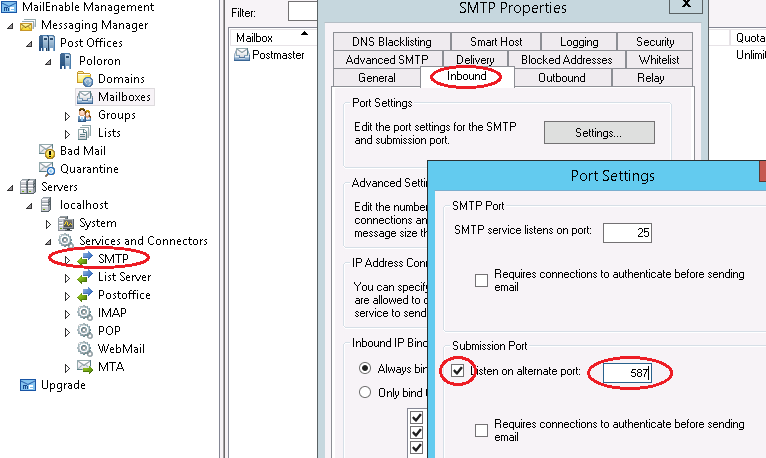 MailEnable Management
Messaging Manager
Post Offices
Poloron
Domains
Mailboxes
Groups
Lists
Bad Mail
Quarantine
Servers
localhost
System
Services and Connectors
SMTP
List Server
Postoffice
IMAP
POP
WebMail
MTA
Upgrade
Filter:
Mailbox
Postmaster
Quota
Unlimi
SMTP Properties
x
DNS Blacklisting Smart Host Logging Security
Advanced SMTP Delivery Blocked Addresses Whitelist
General Inbound Outbound Relay
Port Settings
Edit the port settings for the SMTP
and submission port.
Settings...
Advanced Settin
Edit the number
connections an
message size th
IP Address Conn
You can specify
are allowed to c
service to send
Inbound IP Bind
Always bin
Only bind t
Port Settings
SMTP Port
SMTP service listens on port: 25
Requires connections to authenticate before sending
email
Submission Port
Listen on alternate port: 587
Requires connections to authenticate before sending
email